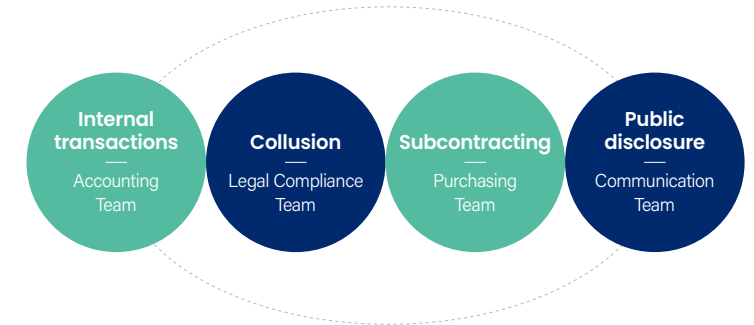 Internal
transactions
Accounting
Team
Collusion
Legal Compliance
Team
Subcontracting
Purchasing
Team
Public
disclosure
Communication
Team